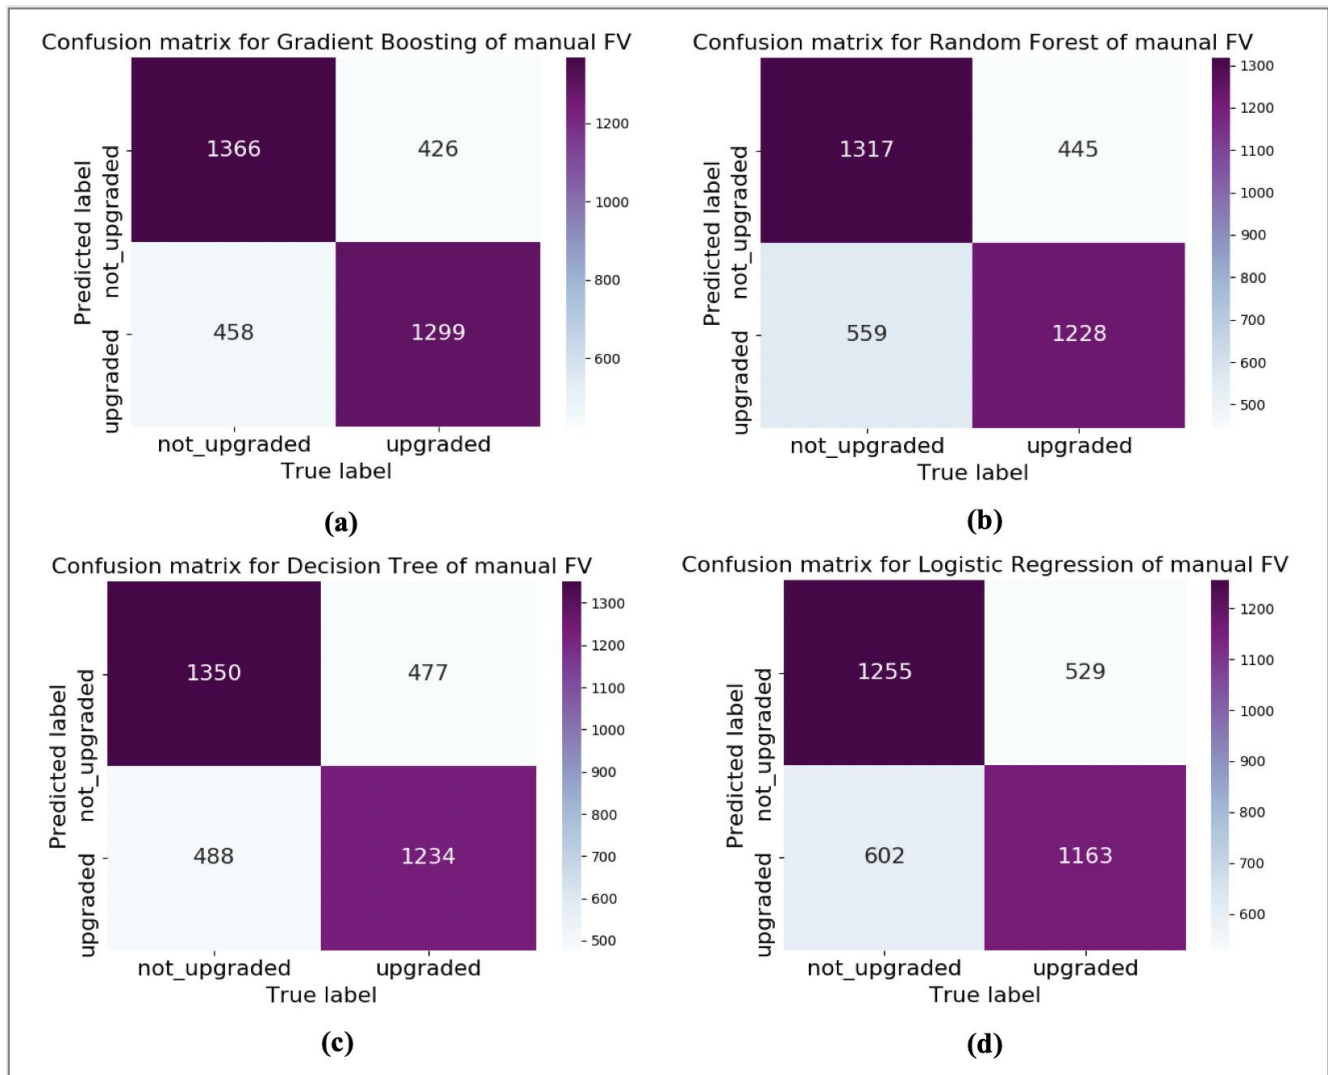 Confusion matrix for Gradient Boosting of manual FV
1366 426
458 1299
Predicted label
not_upgraded
upgraded
not_upgraded upgraded
True label
1200
1000
800
600
(a)
Confusion matrix for Random Forest of maunal FV
1317 445
559 1228
Predicted label
not_upgraded
upgraded
not_upgraded upgraded
True label
1300
1200
1100
1000
900
800
700
600
500
(b)
Confusion matrix for Decision Tree of manual FV
1350 477
488 1234
Predicted label
not_upgraded
upgraded
not_upgraded upgraded
True label
1300
1200
1100
1000
900
800
700
600
500
(c)
Confusion matrix for Logistic Regression of manual FV
1255 529
602 1163
Predicted label
not_upgraded
upgraded
not_upgraded upgraded
True label
1200
1100
1000
900
800
700
600
(d)